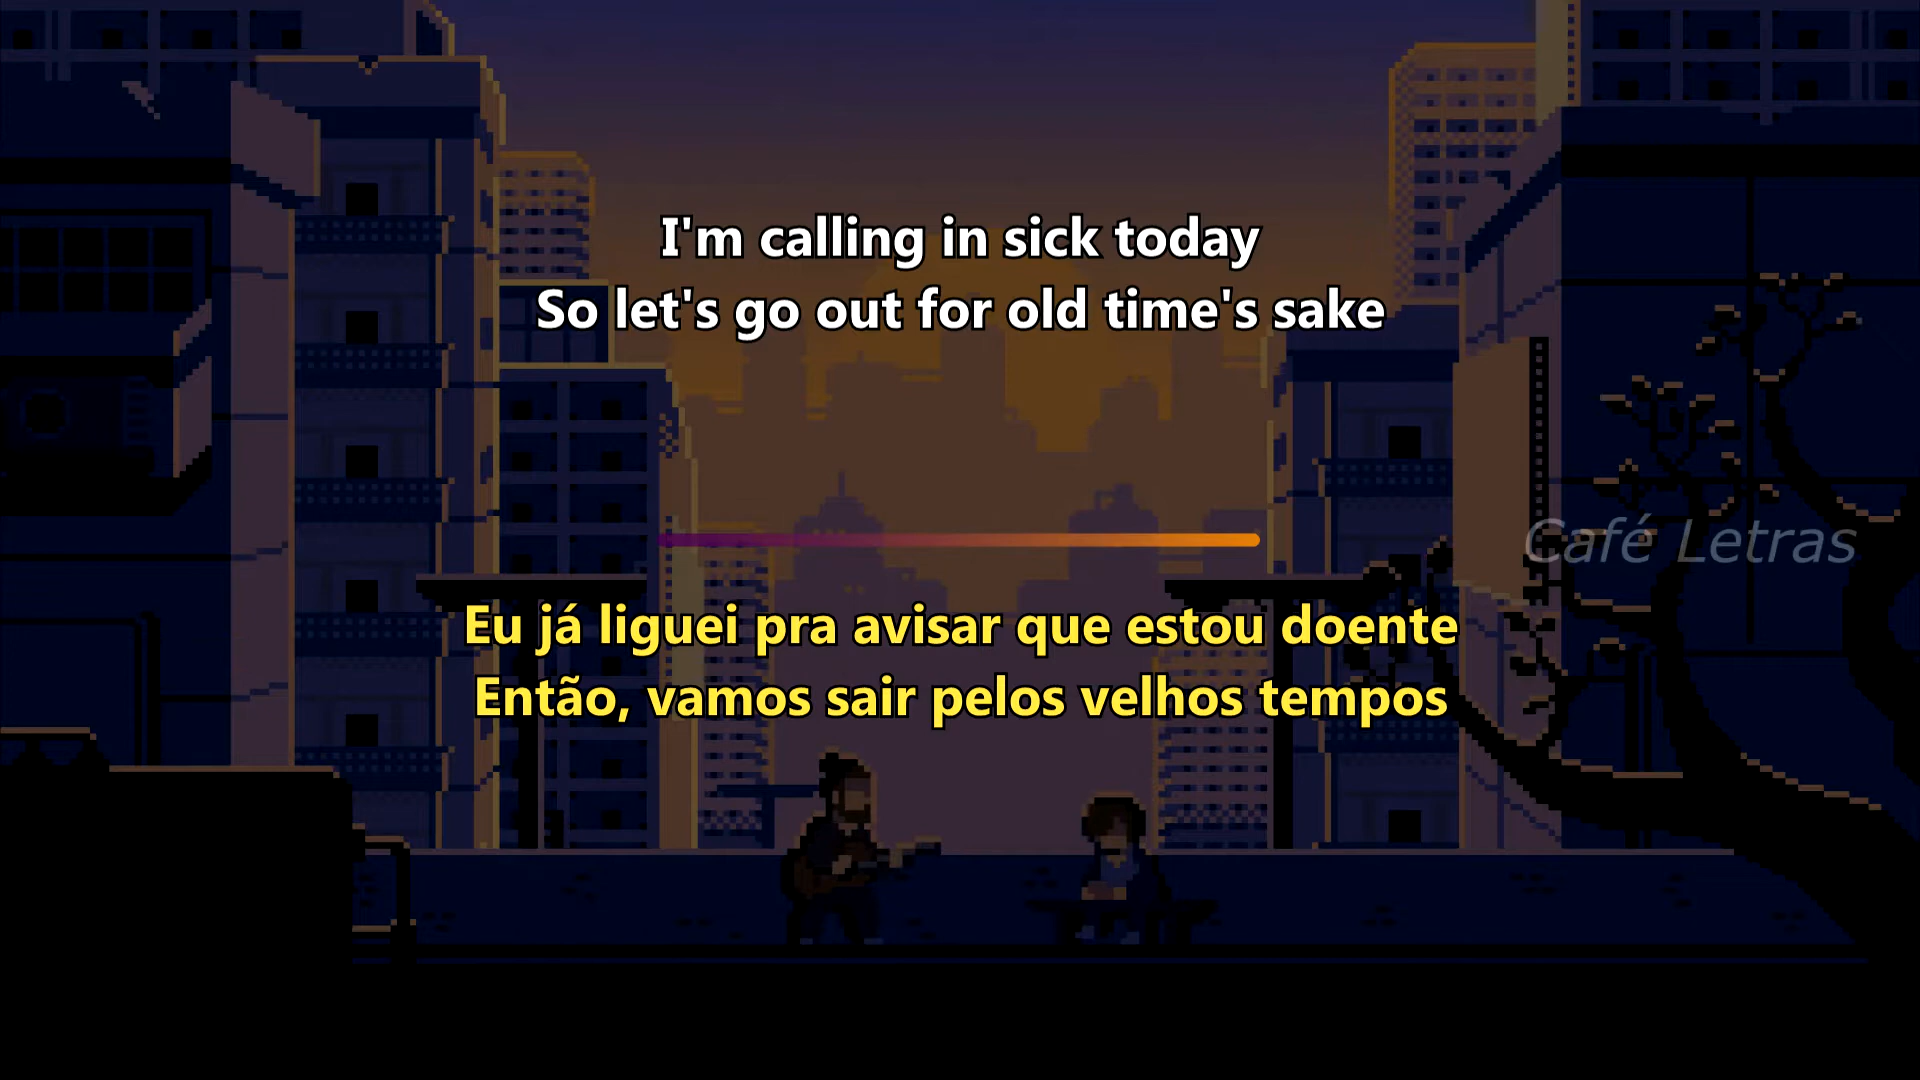 I'm calling in sick today
So let's go out for old time's sake
Café Letras
Eu já liguei pra avisar que estou doente
Então, vamos sair pelos velhos tempos